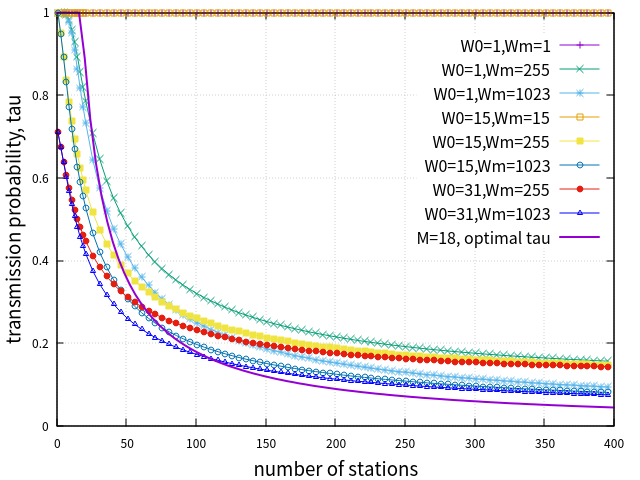 transmission probability, tau
1
0.8
0.6
0.4
0.2
0
W0=1,Wm=1
W0=1,Wm=255
W0=1,Wm=1023
W0=15,Wm=15
W0=15,Wm=255
W0=15,Wm=1023
W0=31,Wm=255
W0=31,Wm=1023
M=18, optimal tau
0 50 100 150 200 250 300 350 400
number of stations